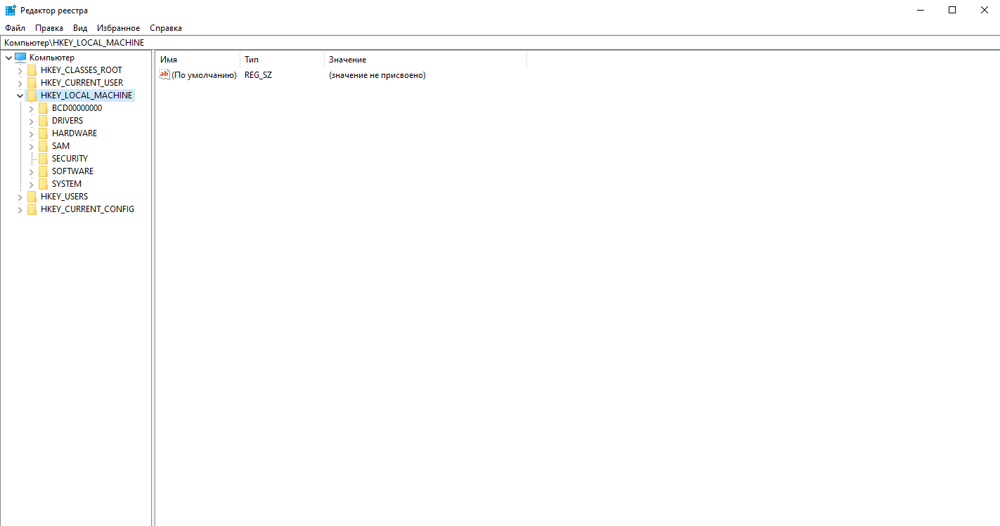 Редактор реестра
Файл Правка Вид Избранное Справка
Компьютер\HKEY_LOCAL_MACHINE
Компьютер
HKEY_CLASSES_ROOT
HKEY_CURRENT_USER
HKEY_LOCAL_MACHINE
BCD00000000
DRIVERS
HARDWARE
SAM
SECURITY
SOFTWARE
SYSTEM
HKEY_USERS
HKEY_CURRENT_CONFIG
Имя Тип Значение
ab (По умолчанию) REG_SZ (значение не присвоено)